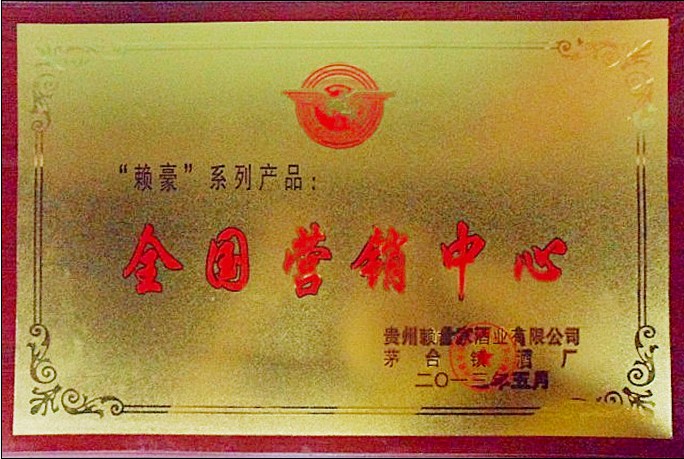 “赖豪”系列产品：
全国营销中心
贵州赖世家酒业有限公司
茅台镇　　酒厂
二〇一三年五月